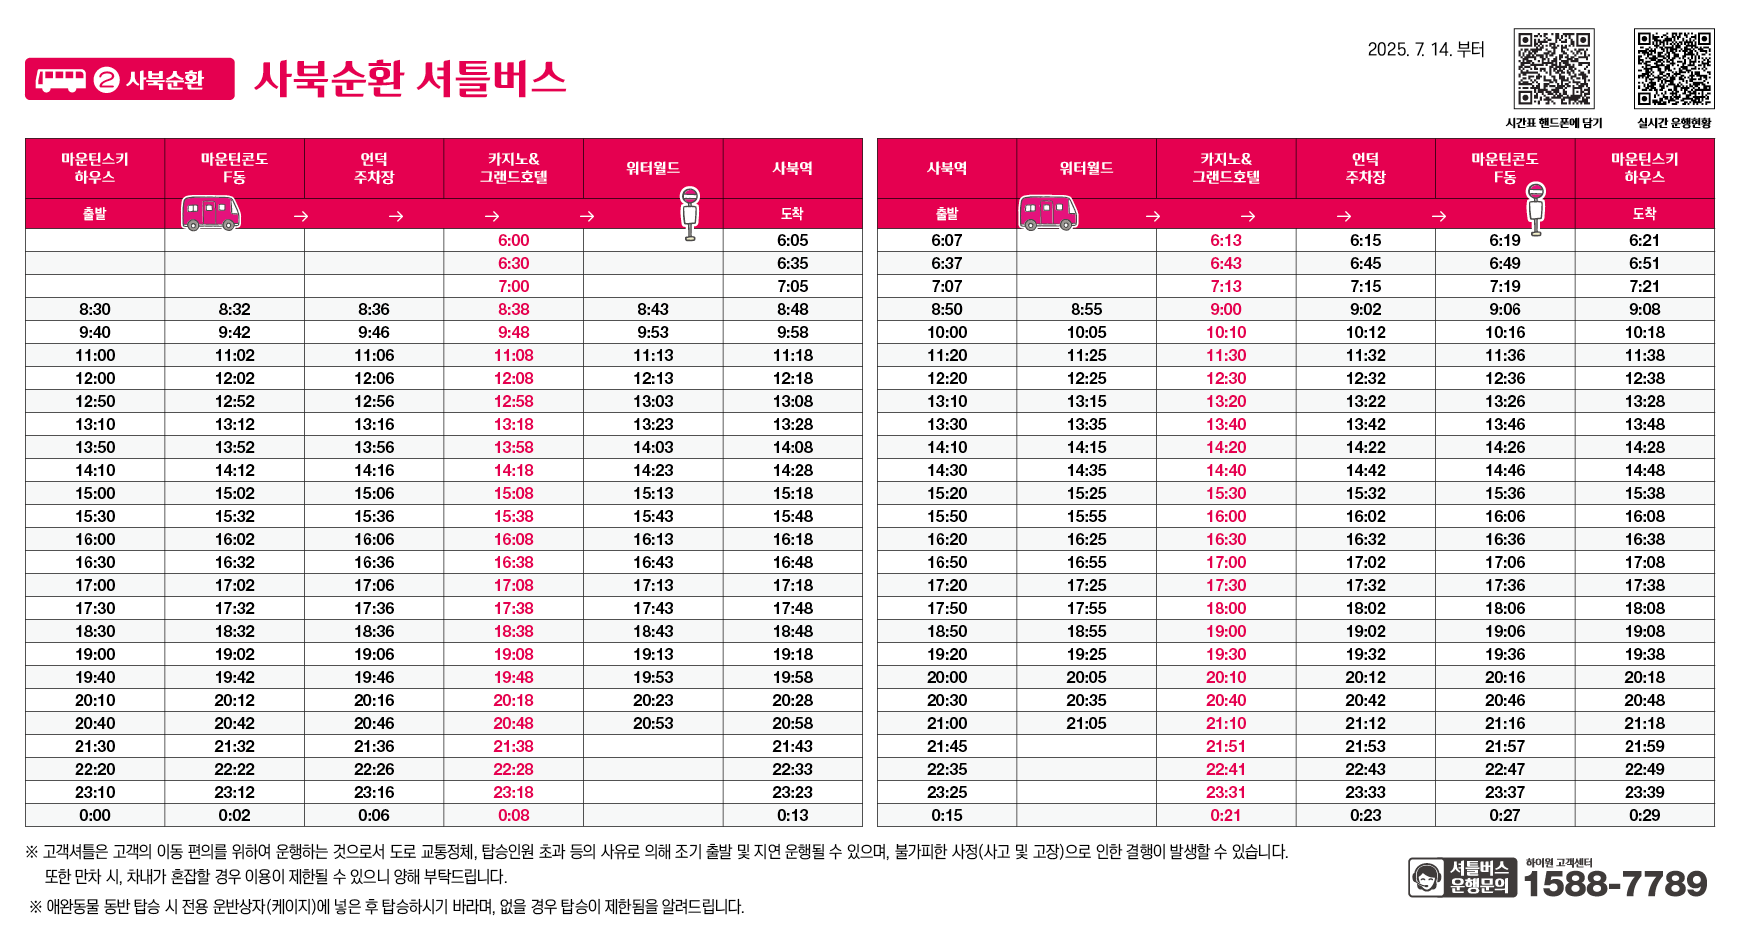 2 사북순환 사북순환 셔틀버스
2025. 7. 14. 부터
시간표 핸드폰에 담기 실시간 운행현황
마운틴스키 하우스 마운틴콘도 F동 언덕 주차장 카지노& 그랜드호텔 워터월드 사북역
출발 → → → → 도착
6:00 6:05
6:30 6:35
7:00 7:05
8:30 8:32 8:36 8:38 8:43 8:48
9:40 9:42 9:46 9:48 9:53 9:58
11:00 11:02 11:06 11:08 11:13 11:18
12:00 12:02 12:06 12:08 12:13 12:18
12:50 12:52 12:56 12:58 13:03 13:08
13:10 13:12 13:16 13:18 13:23 13:28
13:50 13:52 13:56 13:58 14:03 14:08
14:10 14:12 14:16 14:18 14:23 14:28
15:00 15:02 15:06 15:08 15:13 15:18
15:30 15:32 15:36 15:38 15:43 15:48
16:00 16:02 16:06 16:08 16:13 16:18
16:30 16:32 16:36 16:38 16:43 16:48
17:00 17:02 17:06 17:08 17:13 17:18
17:30 17:32 17:36 17:38 17:43 17:48
18:30 18:32 18:36 18:38 18:43 18:48
19:00 19:02 19:06 19:08 19:13 19:18
19:40 19:42 19:46 19:48 19:53 19:58
20:10 20:12 20:16 20:18 20:23 20:28
20:40 20:42 20:46 20:48 20:53 20:58
21:30 21:32 21:36 21:38 21:43
22:20 22:22 22:26 22:28 22:33
23:10 23:12 23:16 23:18 23:23
0:00 0:02 0:06 0:08 0:13
사북역 워터월드 카지노& 그랜드호텔 언덕 주차장 마운틴콘도 F동 마운틴스키 하우스
출발 → → → → 도착
6:07 6:13 6:15 6:19 6:21
6:37 6:43 6:45 6:49 6:51
7:07 7:13 7:15 7:19 7:21
8:50 8:55 9:00 9:02 9:06 9:08
10:00 10:05 10:10 10:12 10:16 10:18
11:20 11:25 11:30 11:32 11:36 11:38
12:20 12:25 12:30 12:32 12:36 12:38
13:10 13:15 13:20 13:22 13:26 13:28
13:30 13:35 13:40 13:42 13:46 13:48
14:10 14:15 14:20 14:22 14:26 14:28
14:30 14:35 14:40 14:42 14:46 14:48
15:20 15:25 15:30 15:32 15:36 15:38
15:50 15:55 16:00 16:02 16:06 16:08
16:20 16:25 16:30 16:32 16:36 16:38
16:50 16:55 17:00 17:02 17:06 17:08
17:20 17:25 17:30 17:32 17:36 17:38
17:50 17:55 18:00 18:02 18:06 18:08
18:50 18:55 19:00 19:02 19:06 19:08
19:20 19:25 19:30 19:32 19:36 19:38
20:00 20:05 20:10 20:12 20:16 20:18
20:30 20:35 20:40 20:42 20:46 20:48
21:00 21:05 21:10 21:12 21:16 21:18
21:45 21:51 21:53 21:57 21:59
22:35 22:41 22:43 22:47 22:49
23:25 23:31 23:33 23:37 23:39
0:15 0:21 0:23 0:27 0:29
※ 고객셔틀은 고객의 이동 편의를 위하여 운행하는 것으로서 도로 교통정체, 탑승인원 초과 등의 사유로 의해 조기 출발 및 지연 운행될 수 있으며, 불가피한 사정(사고 및 고장)으로 인한 결행이 발생할 수 있습니다.
또한 만차 시, 차내가 혼잡할 경우 이용이 제한될 수 있으니 양해 부탁드립니다.
※ 애완동물 동반 탑승 시 전용 운반상자(케이지)에 넣은 후 탑승하시기 바라며, 없을 경우 탑승이 제한됨을 알려드립니다.
셔틀버스 운행문의
하이원 고객센터
1588-7789